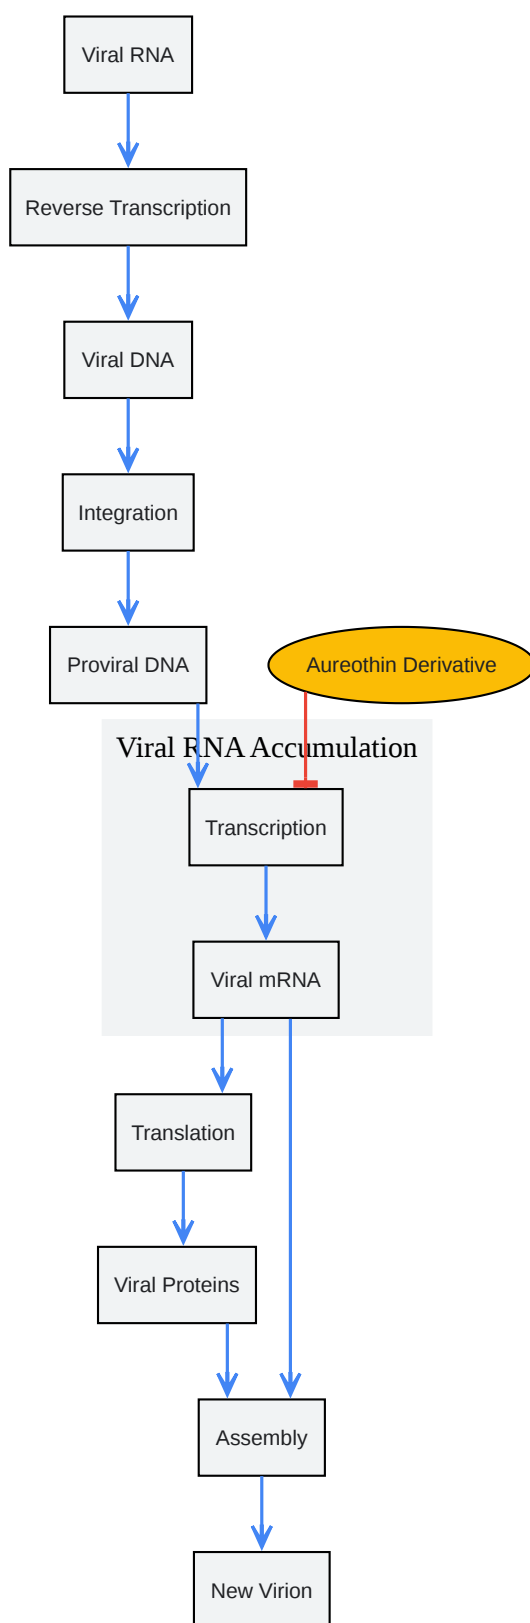 Viral RNA
Reverse Transcription
Viral DNA
Integration
Proviral DNA
Aureothin Derivative
Viral RNA Accumulation
Transcription
Viral mRNA
Translation
Viral Proteins
Assembly
New Virion